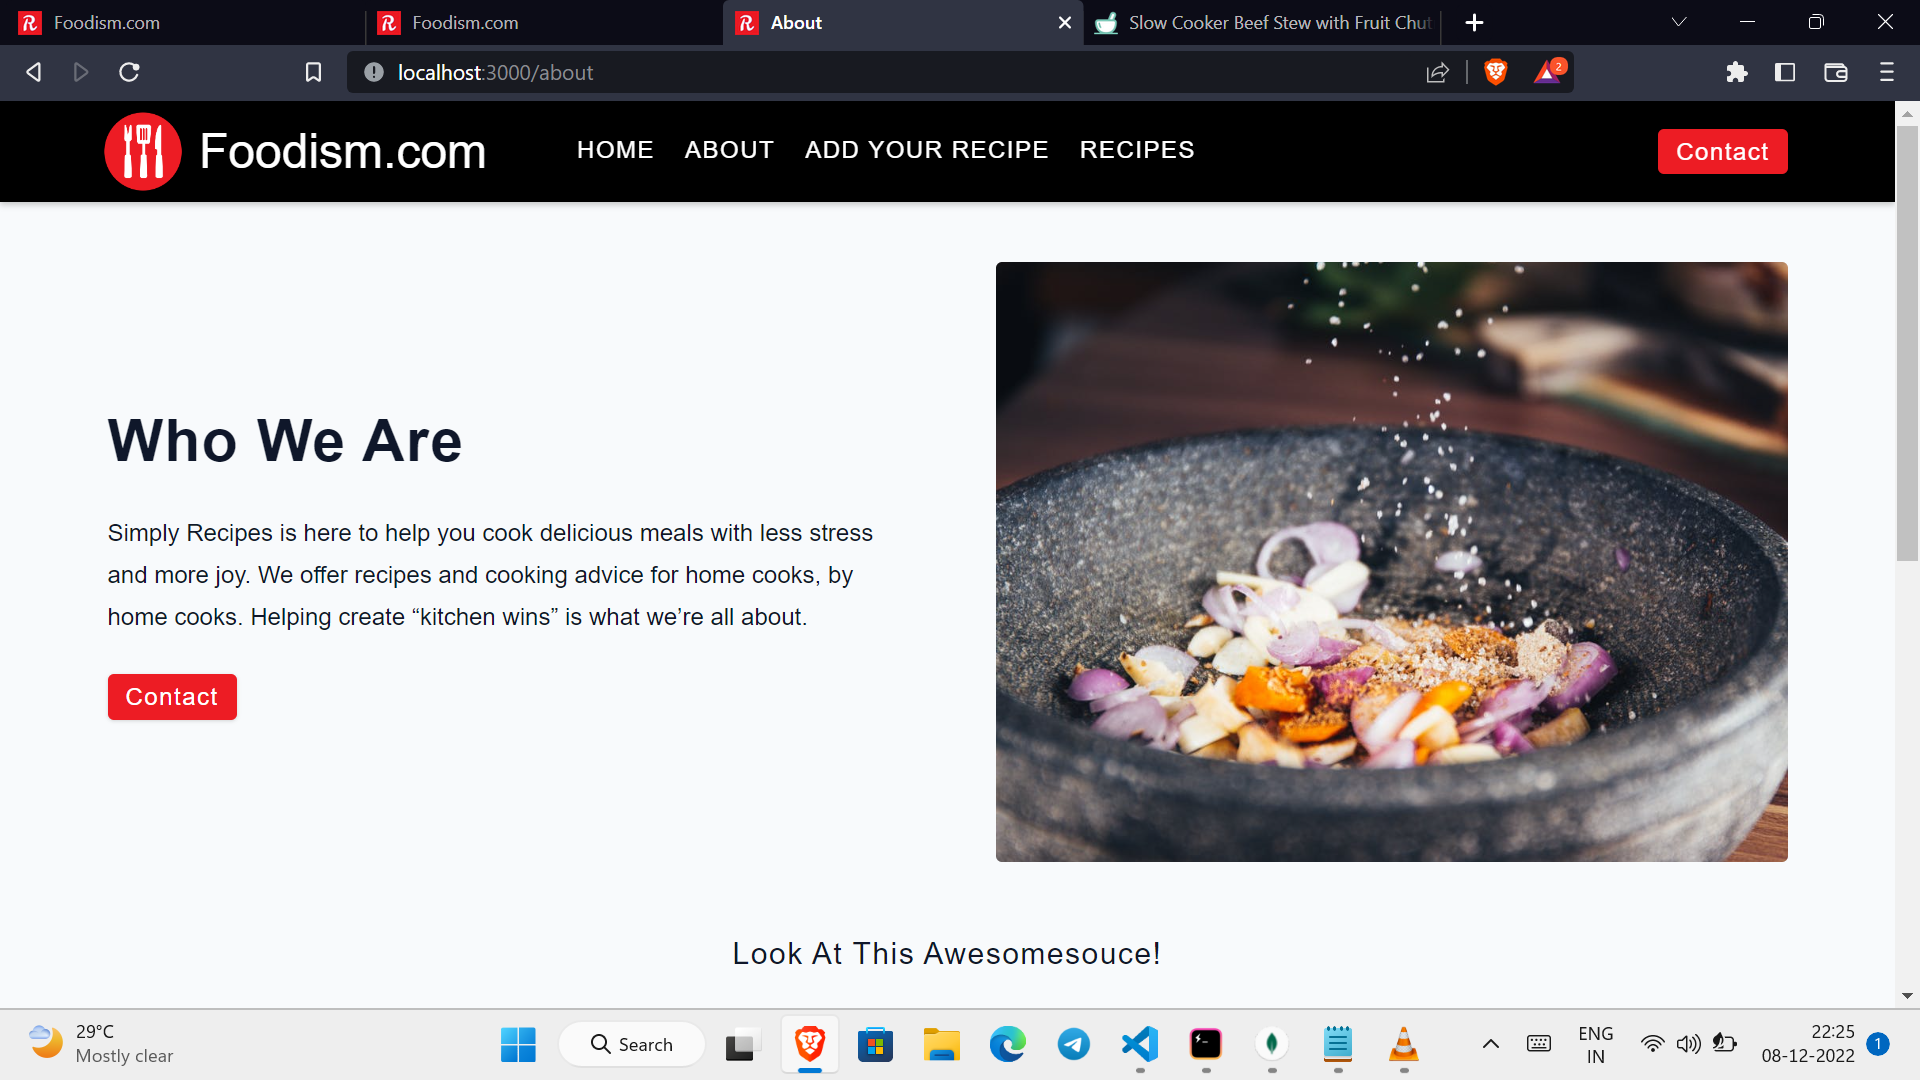 Foodism.com
Foodism.com
About
Slow Cooker Beef Stew with Fruit Chut
localhost:3000/about
2
Foodism.com
HOME
ABOUT
ADD YOUR RECIPE
RECIPES
Contact
Who We Are
Simply Recipes is here to help you cook delicious meals with less stress
and more joy. We offer recipes and cooking advice for home cooks, by
home cooks. Helping create “kitchen wins” is what we’re all about.
Contact
Look At This Awesomesouce!
29°C
Mostly clear
Search
ENG
IN
22:25
08-12-2022
1